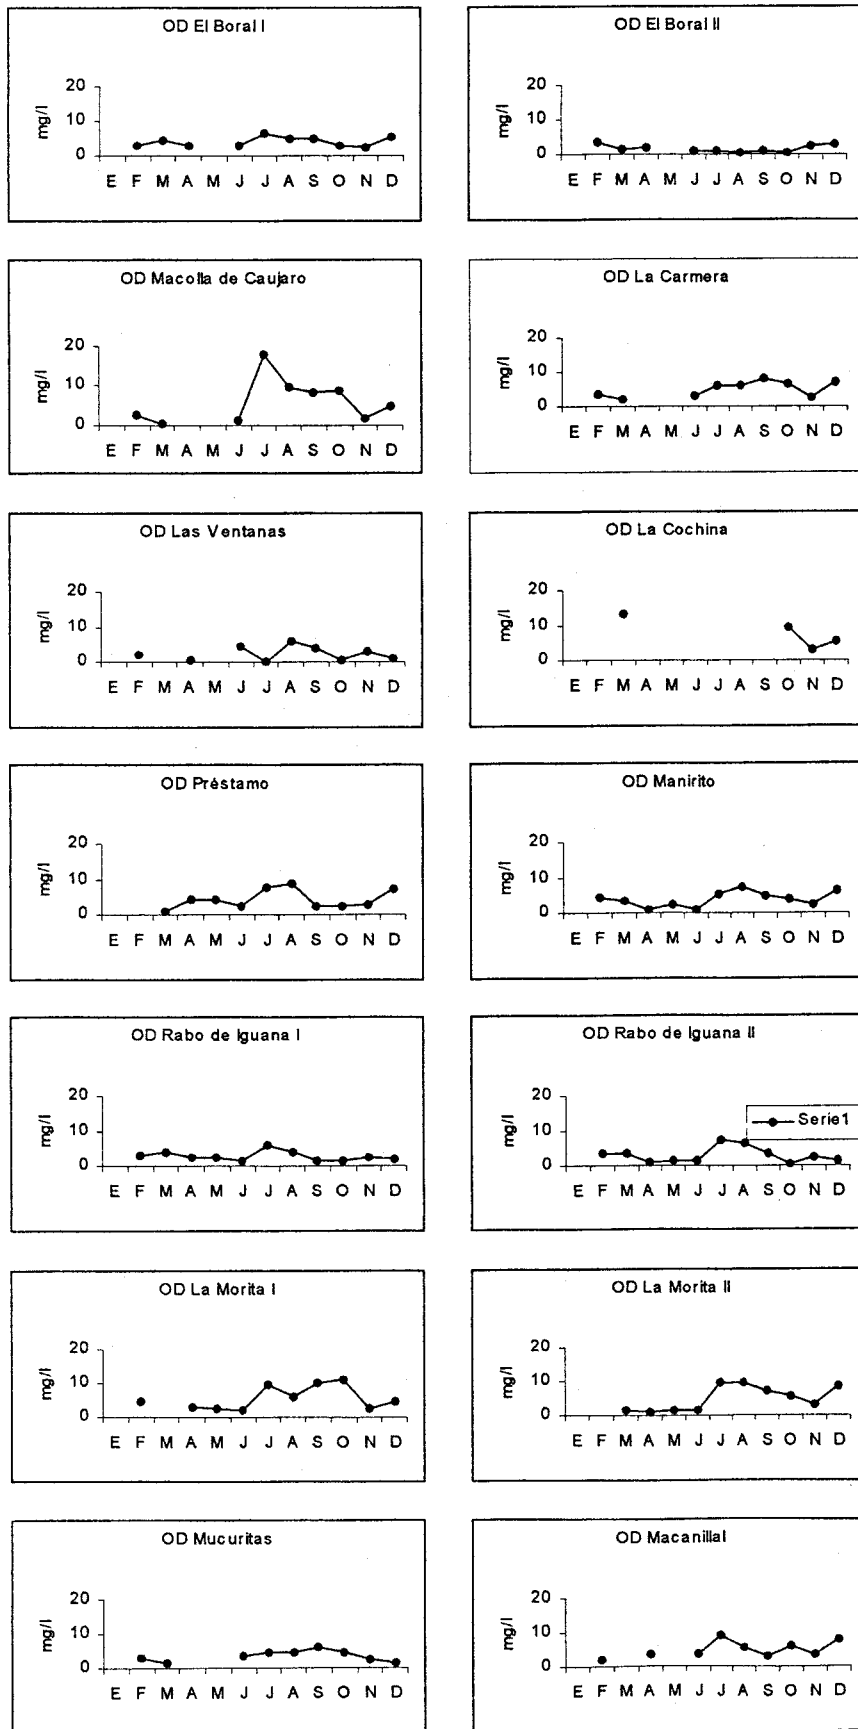 OD El Boral I
mg/l
20
10
0
E F M A M J J A S O N D
OD El Boral II
mg/l
20
10
0
E F M A M J J A S O N D
OD Macolla de Caujaro
mg/l
20
10
0
E F M A M J J A S O N D
OD La Carmera
mg/l
20
10
0
E F M A M J J A S O N D
OD Las Ventanas
mg/l
20
10
0
E F M A M J J A S O N D
OD La Cochina
mg/l
20
10
0
E F M A M J J A S O N D
OD Préstamo
mg/l
20
10
0
E F M A M J J A S O N D
OD Manirito
mg/l
20
10
0
E F M A M J J A S O N D
OD Rabo de Iguana I
mg/l
20
10
0
E F M A M J J A S O N D
OD Rabo de Iguana II
mg/l
20
10
0
Serie1
E F M A M J J A S O N D
OD La Morita I
mg/l
20
10
0
E F M A M J J A S O N D
OD La Morita II
mg/l
20
10
0
E F M A M J J A S O N D
OD Mucuritas
mg/l
20
10
0
E F M A M J J A S O N D
OD Macanillal
mg/l
20
10
0
E F M A M J J A S O N D